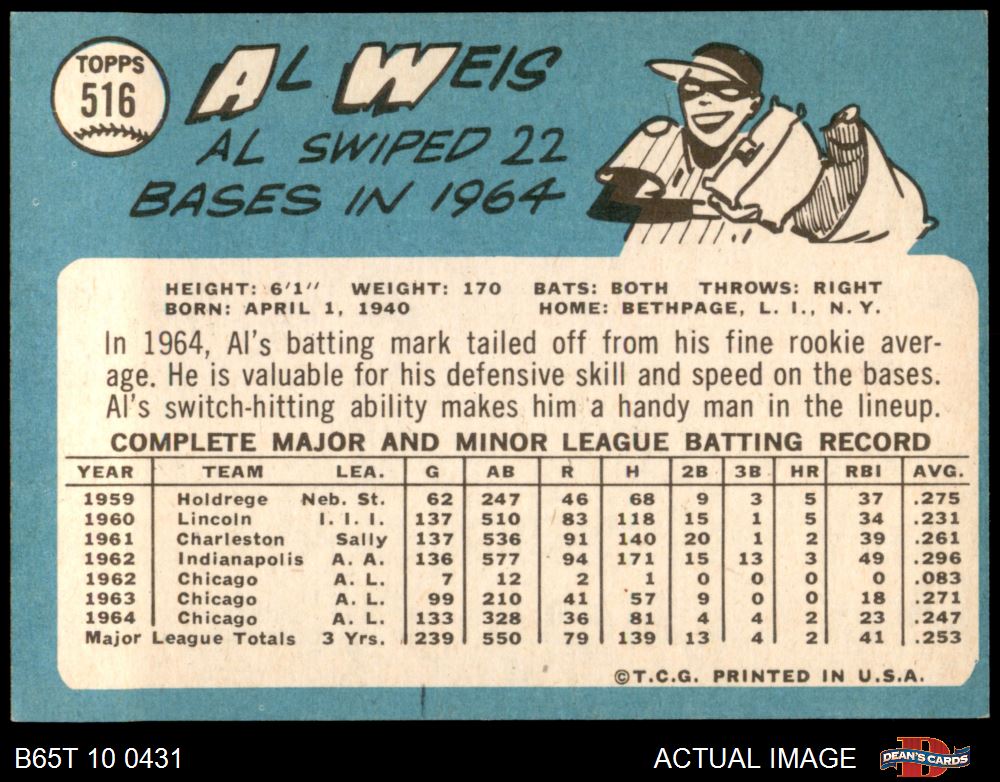 TOPPS
516
AL WEIS
AL SWIPED 22
BASES IN 1964
HEIGHT: 6'1" WEIGHT: 170 BATS: BOTH THROWS: RIGHT
BORN: APRIL 1, 1940 HOME: BETHPAGE, L. I., N. Y.
In 1964, Al's batting mark tailed off from his fine rookie aver-
age. He is valuable for his defensive skill and speed on the bases.
Al's switch-hitting ability makes him a handy man in the lineup.
COMPLETE MAJOR AND MINOR LEAGUE BATTING RECORD
YEAR TEAM LEA. G AB R H 2B 3B HR RBI AVG.
1959 Holdrege Neb. St. 62 247 46 68 9 3 5 37 .275
1960 Lincoln I. I. I. 137 510 83 118 15 1 5 34 .231
1961 Charleston Sally 137 536 91 140 20 1 2 39 .261
1962 Indianapolis A. A. 136 577 94 171 15 13 3 49 .296
1962 Chicago A. L. 7 12 2 1 0 0 0 0 .083
1963 Chicago A. L. 99 210 41 57 9 0 0 18 .271
1964 Chicago A. L. 133 328 36 81 4 4 2 23 .247
Major League Totals 3 Yrs. 239 550 79 139 13 4 2 41 .253
©T.C.G. PRINTED IN U.S.A.
B65T 10 0431 ACTUAL IMAGE DEAN'S CARDS